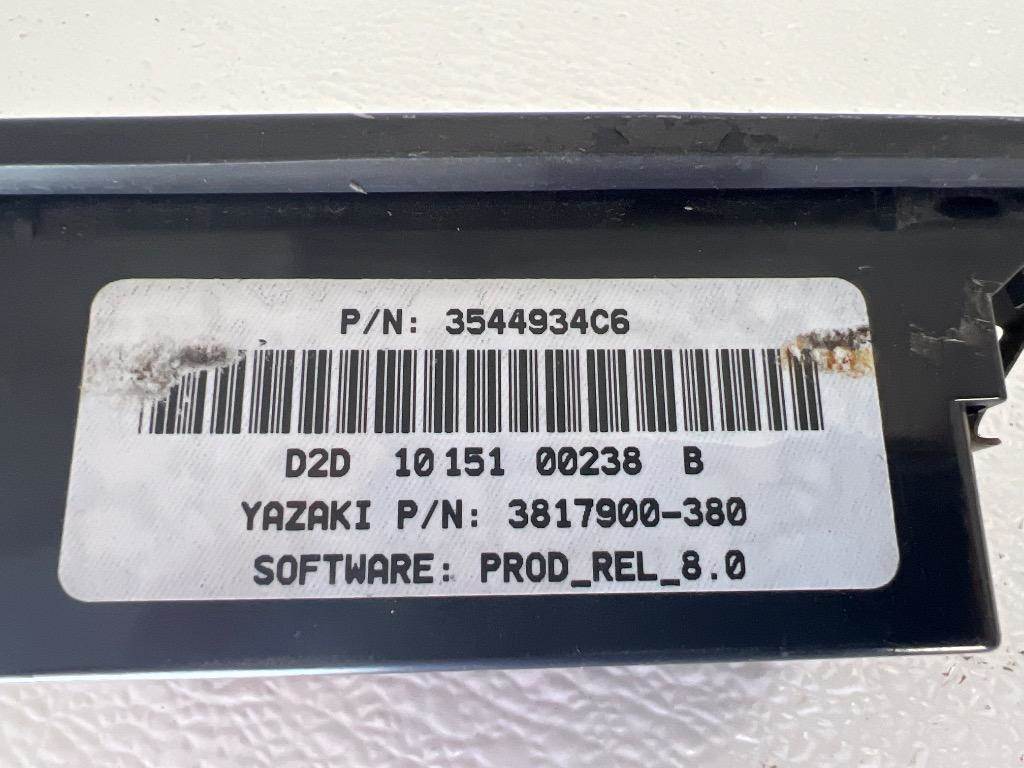 P/N: 3544934C6
D2D 10 151 00238 B
YAZAKI P/N: 3817900-380
SOFTWARE: PROD_REL_8.0